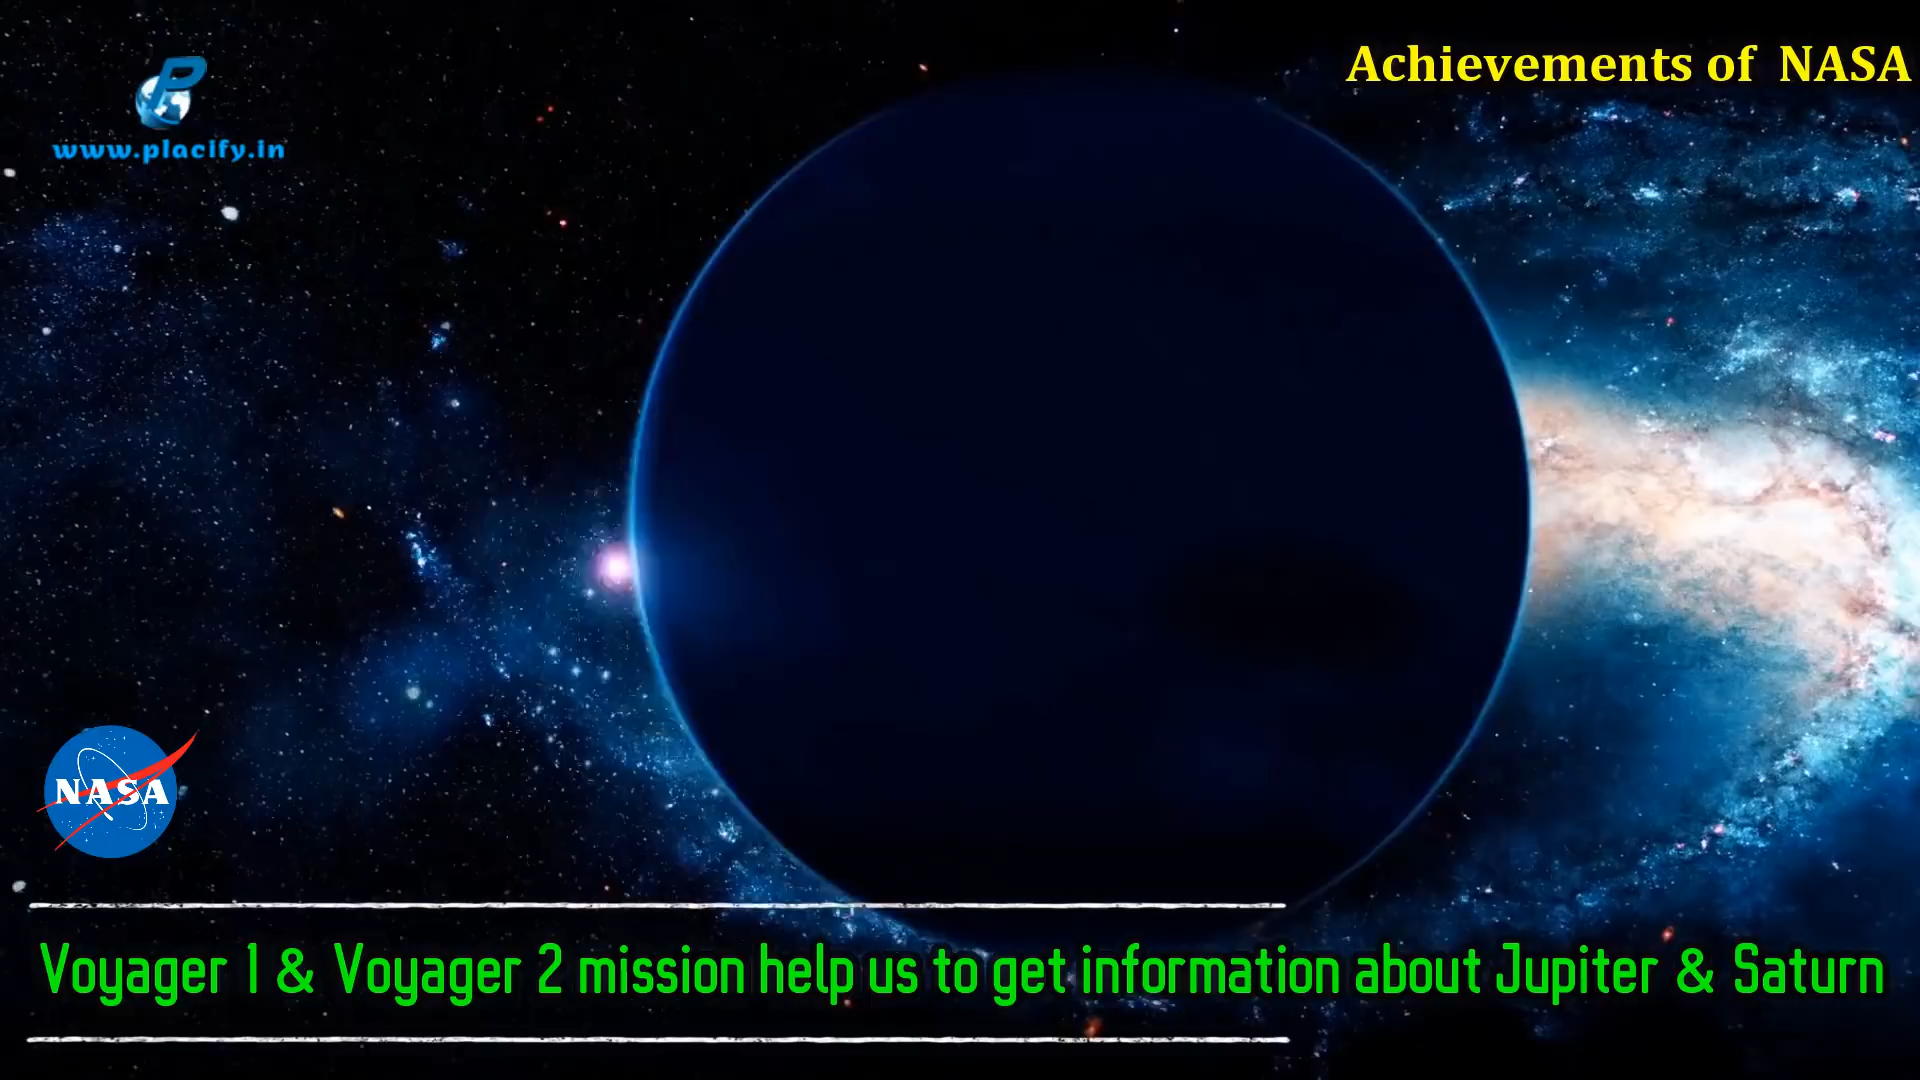 Achievements of NASA
www.placify.in
NASA
Voyager 1 & Voyager 2 mission help us to get information about Jupiter & Saturn